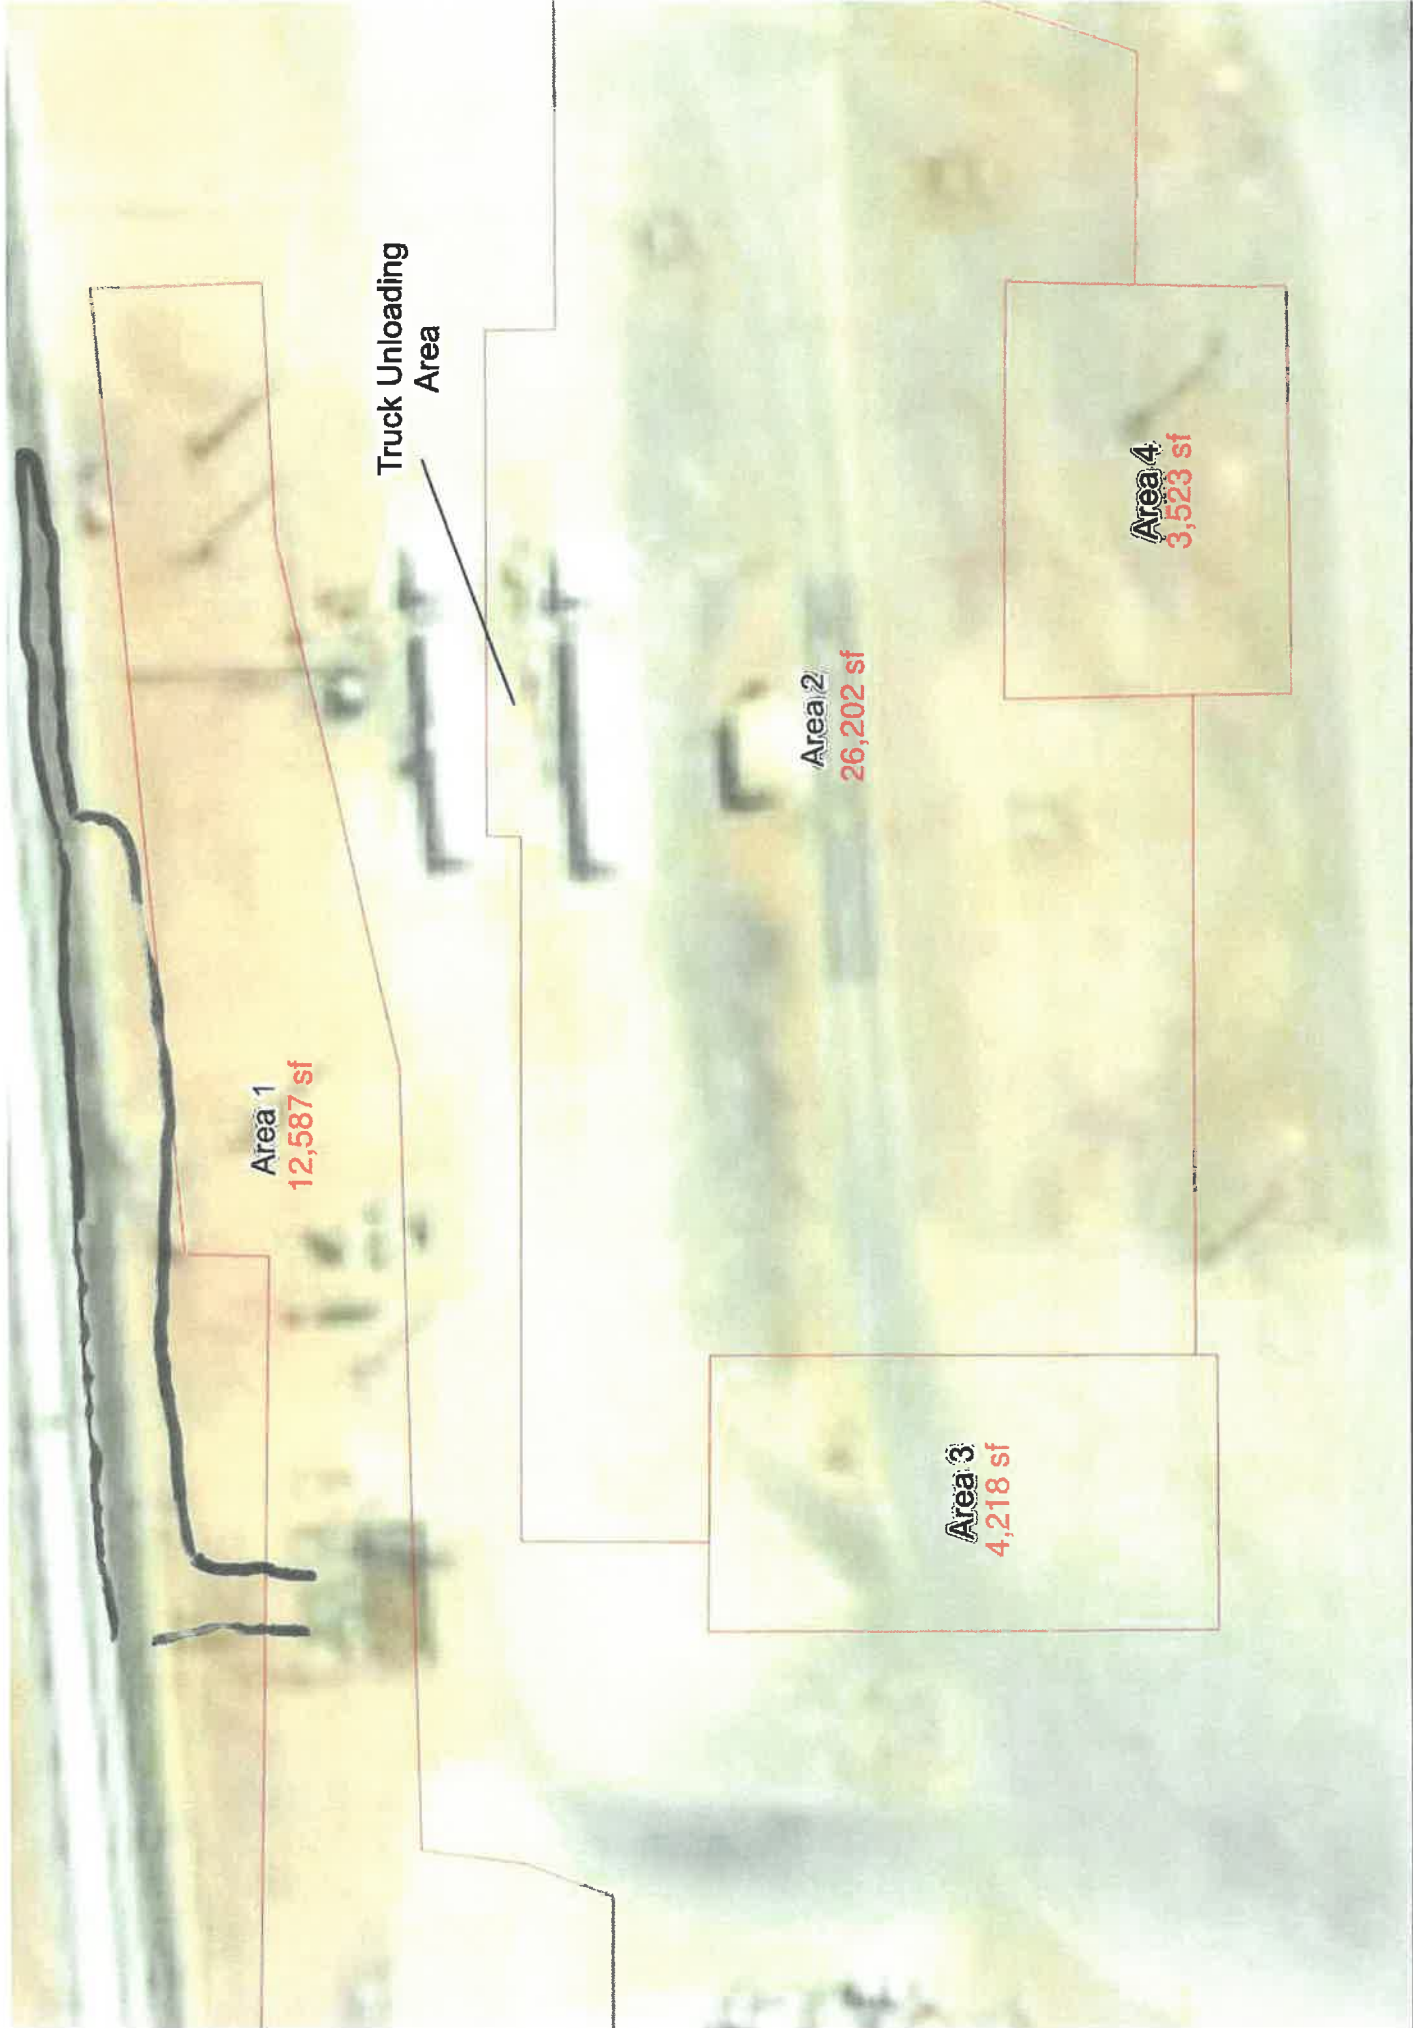 Truck Unloading
Area
Area 1
12,587 sf
Area 2
26,202 sf
Area 3
4,218 sf
Area 4
3,523 sf